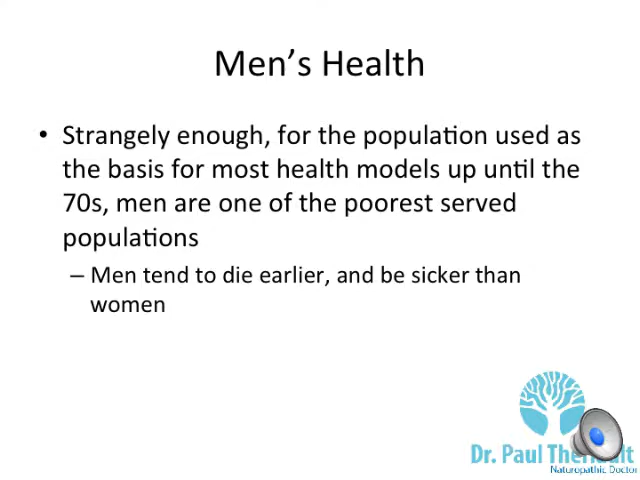 Men’s Health
• Strangely enough, for the population used as
the basis for most health models up until the
70s, men are one of the poorest served
populations
– Men tend to die earlier, and be sicker than
women
Dr. Paul
Naturopathic Doctor